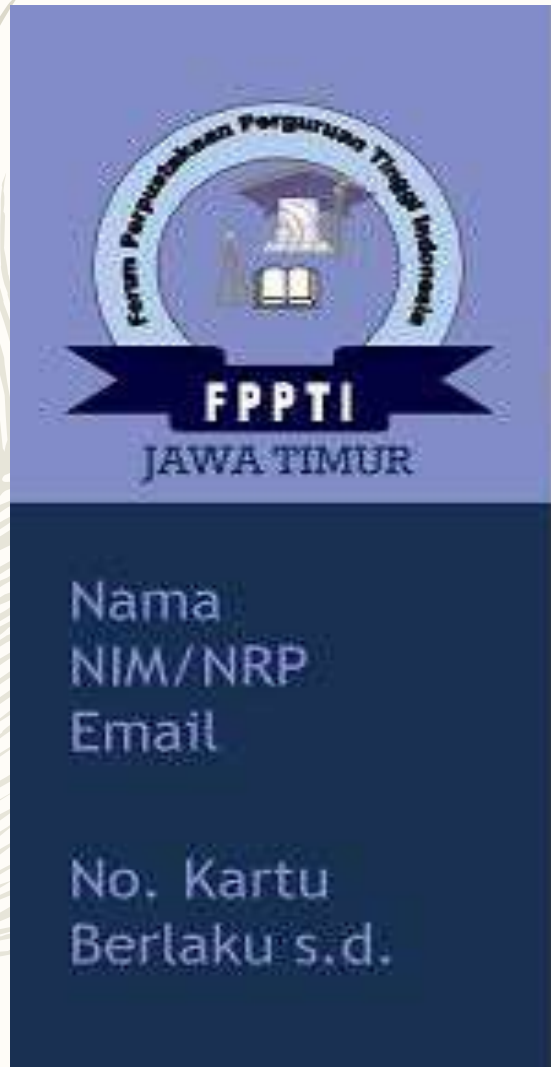 Forum Perpustakaan Perguruan Tinggi Indonesia
FPPTI
JAWA TIMUR
Nama
NIM/NRP
Email
No. Kartu
Berlaku s.d.